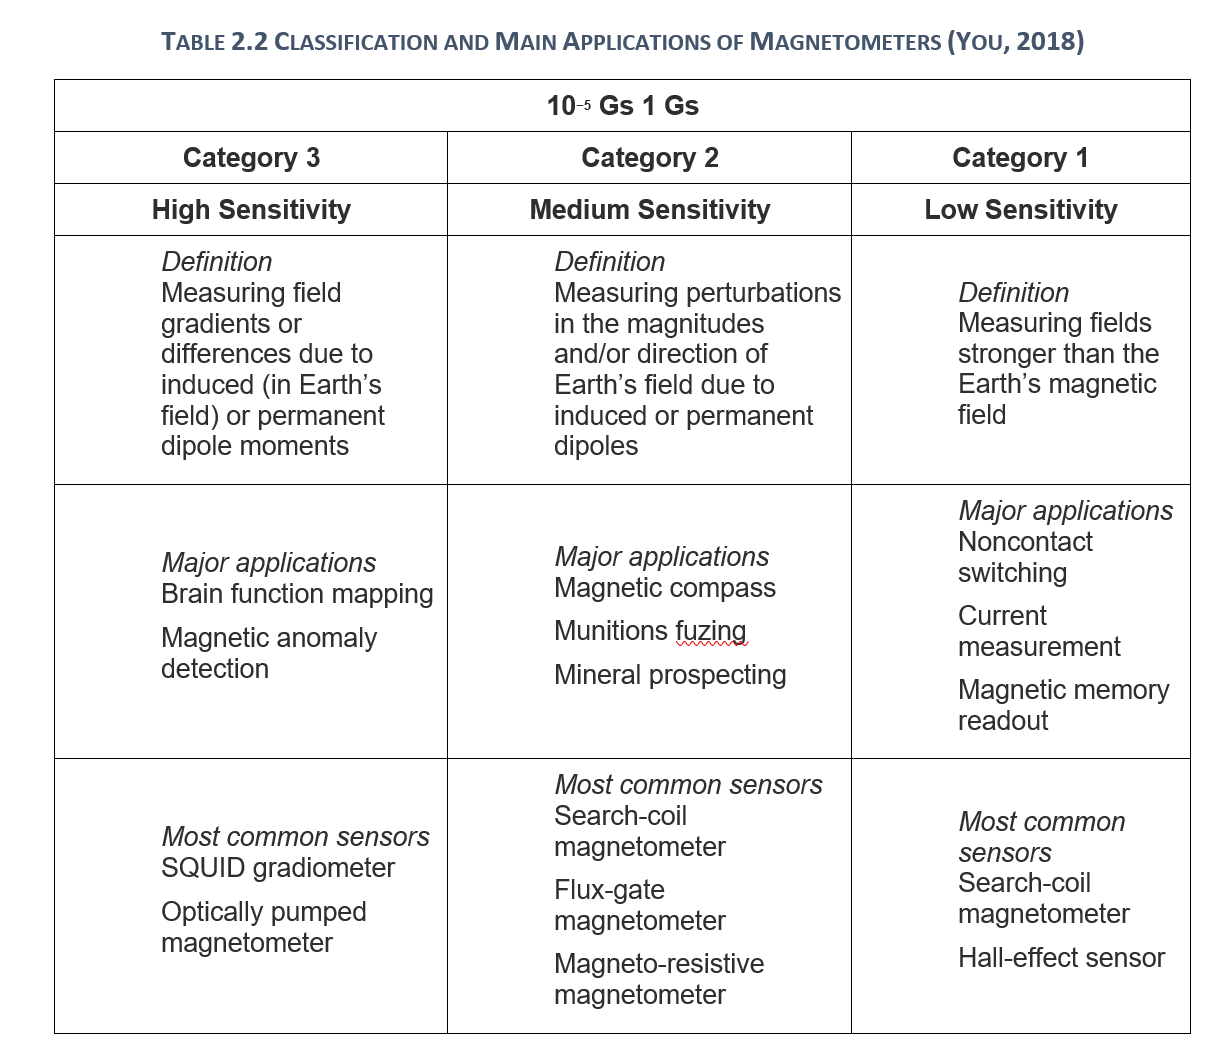 TABLE 2.2 CLASSIFICATION AND MAIN APPLICATIONS OF MAGNETOMETERS (YOU, 2018)
10⁻⁵ Gs 1 Gs
Category 3
Category 2
Category 1
High Sensitivity
Medium Sensitivity
Low Sensitivity
Definition
Measuring field
gradients or
differences due to
induced (in Earth's
field) or permanent
dipole moments
Definition
Measuring perturbations
in the magnitudes
and/or direction of
Earth's field due to
induced or permanent
dipoles
Definition
Measuring fields
stronger than the
Earth's magnetic
field
Major applications
Brain function mapping
Magnetic anomaly
detection
Major applications
Magnetic compass
Munitions fuzing
Mineral prospecting
Major applications
Noncontact
switching
Current
measurement
Magnetic memory
readout
Most common sensors
SQUID gradiometer
Optically pumped
magnetometer
Most common sensors
Search-coil
magnetometer
Flux-gate
magnetometer
Magneto-resistive
magnetometer
Most common
sensors
Search-coil
magnetometer
Hall-effect sensor